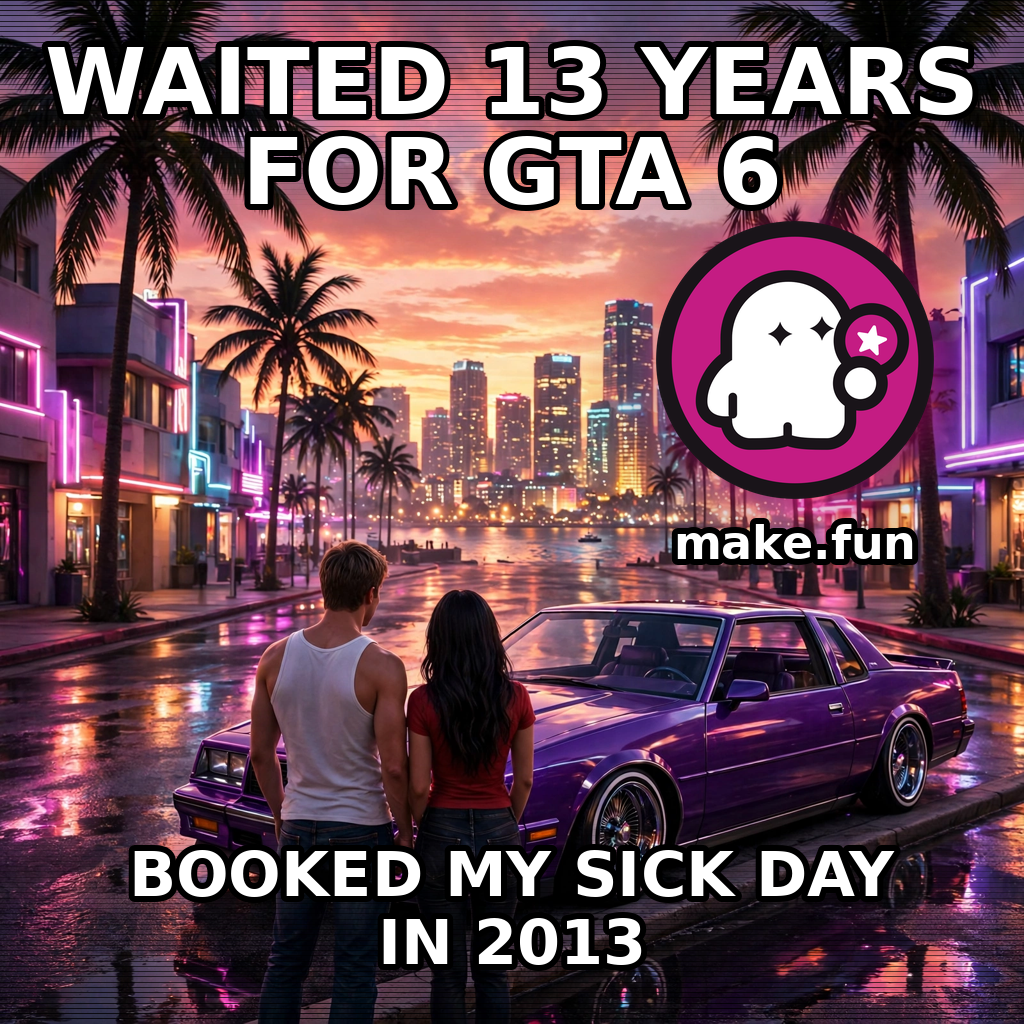 WAITED 13 YEARS
FOR GTA 6
make.fun
BOOKED MY SICK DAY
IN 2013